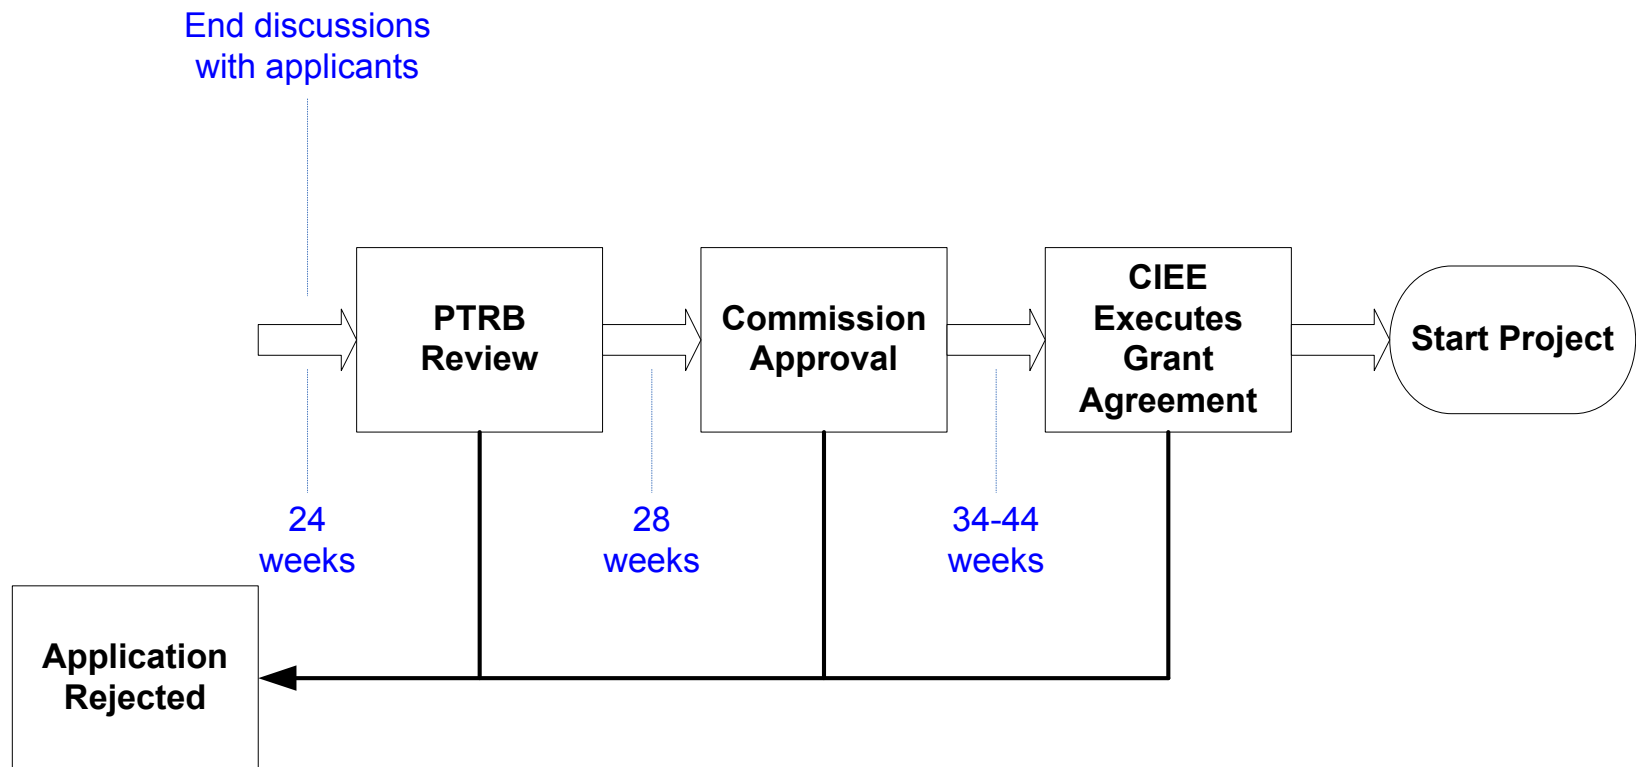 End discussions
with applicants
PTRB
Review
Commission
Approval
CIEE
Executes
Grant
Agreement
Start Project
24
weeks
28
weeks
34-44
weeks
Application
Rejected